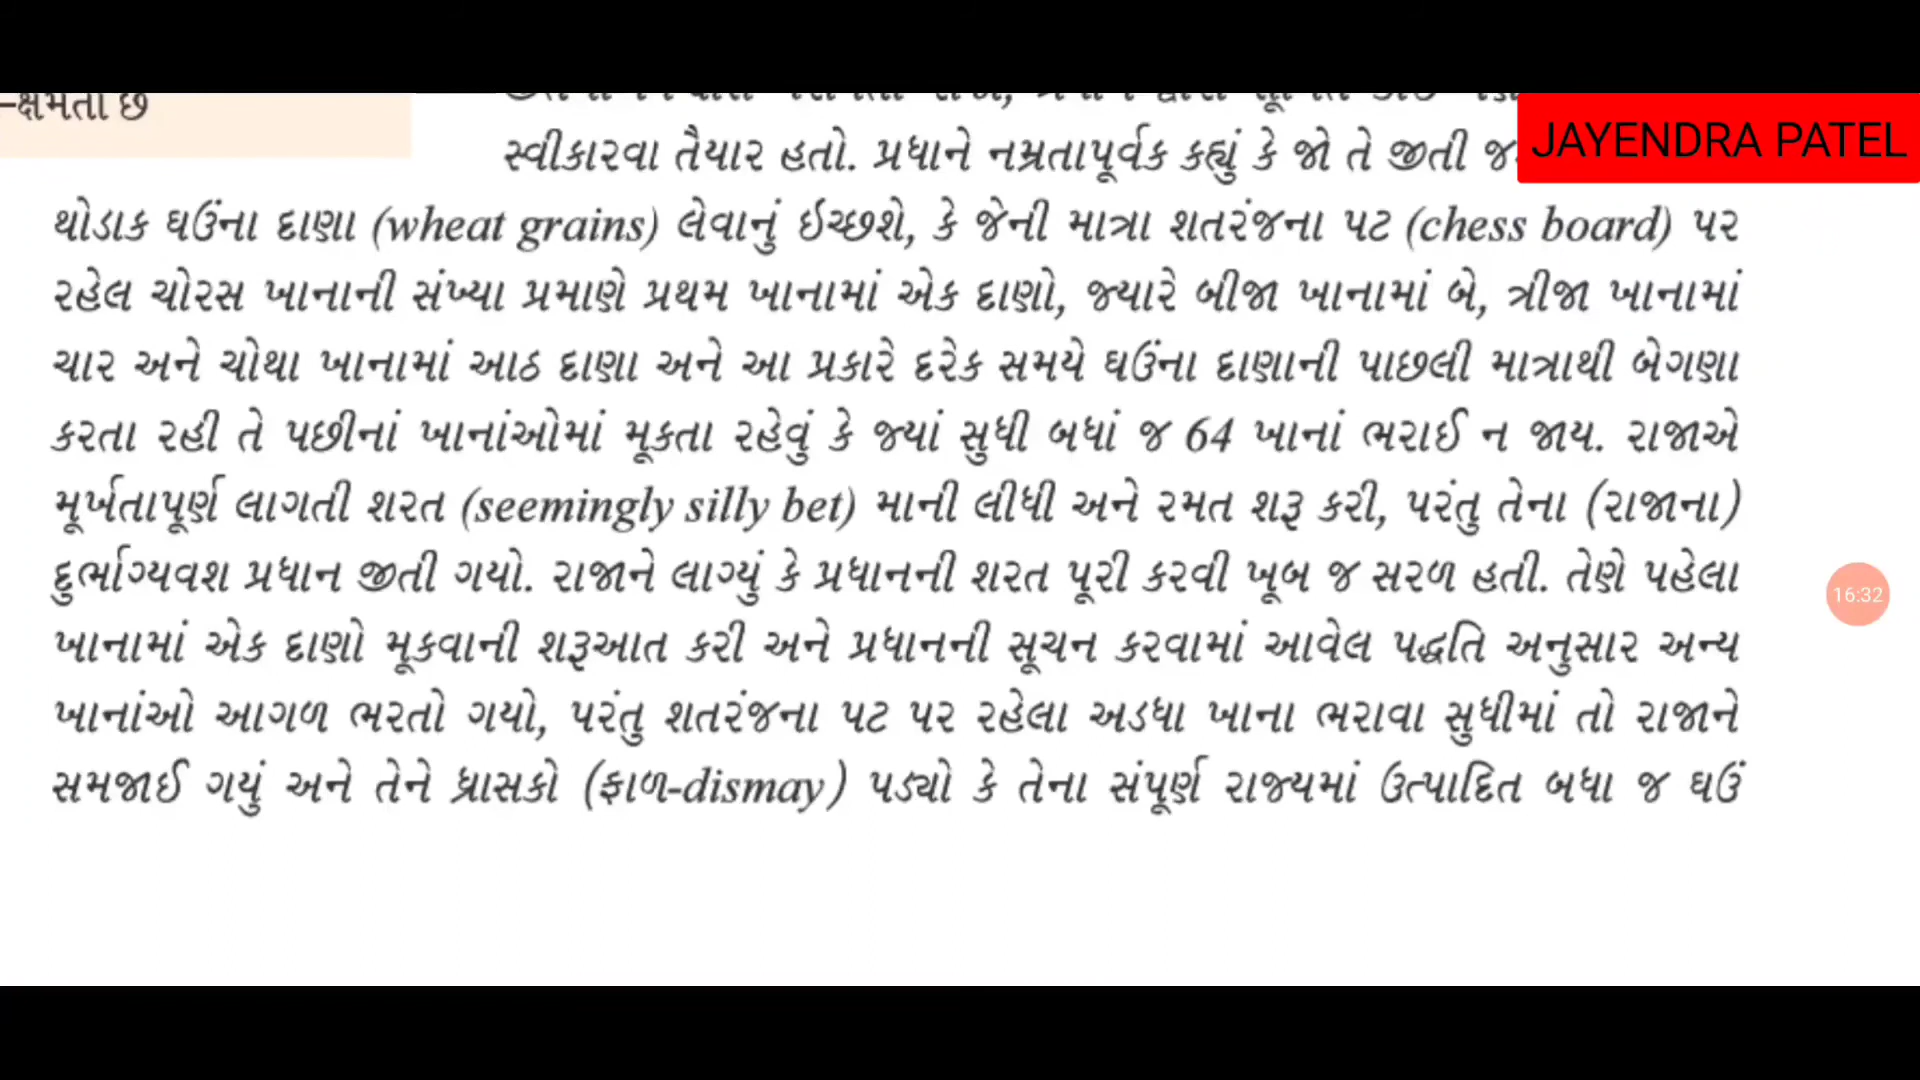 -ક્ષમતા છે
JAYENDRA PATEL
સ્વીકારવા તૈયાર હતો. પ્રધાને નમ્રતાપૂર્વક કહ્યું કે જો તે જીતી
થોડાક ઘઉંના દાણા (wheat grains) લેવાનું ઈચ્છશે, કે જેની માત્રા શતરંજના પટ (chess board) પર
રહેલ ચોરસ ખાનાની સંખ્યા પ્રમાણે પ્રથમ ખાનામાં એક દાણો, જ્યારે બીજા ખાનામાં બે, ત્રીજા ખાનામાં
ચાર અને ચોથા ખાનામાં આઠ દાણા અને આ પ્રકારે દરેક સમયે ઘઉંના દાણાની પાછલી માત્રાથી બેગણા
કરતા રહી તે પછીનાં ખાનાંઓમાં મૂકતા રહેવું કે જ્યાં સુધી બધાં જ 64 ખાનાં ભરાઈ ન જાય. રાજાએ
મૂર્ખતાપૂર્ણ લાગતી શરત (seemingly silly bet) માની લીધી અને રમત શરૂ કરી, પરંતુ તેના (રાજાના)
દુર્ભાગ્યવશ પ્રધાન જીતી ગયો. રાજાને લાગ્યું કે પ્રધાનની શરત પૂરી કરવી ખૂબ જ સરળ હતી. તેણે પહેલા
16:32
ખાનામાં એક દાણો મૂકવાની શરૂઆત કરી અને પ્રધાનની સૂચન કરવામાં આવેલ પદ્ધતિ અનુસાર અન્ય
ખાનાંઓ આગળ ભરતો ગયો, પરંતુ શતરંજના પટ પર રહેલા અડધા ખાના ભરાવા સુધીમાં તો રાજાને
સમજાઈ ગયું અને તેને ધ્રાસકો (ફાળ-dismay) પડ્યો કે તેના સંપૂર્ણ રાજ્યમાં ઉત્પાદિત બધા જ ઘઉં